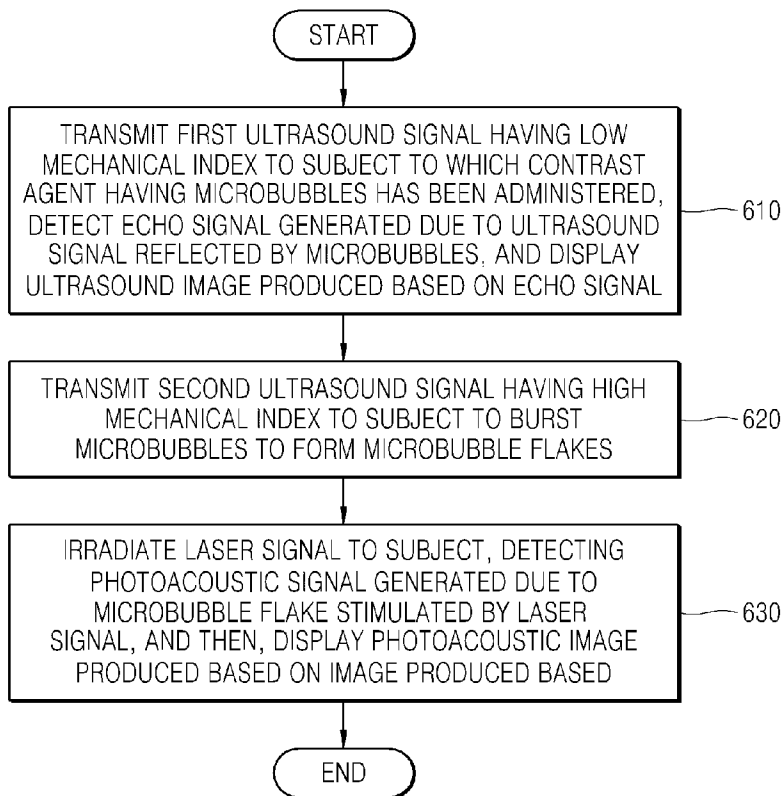 START
TRANSMIT FIRST ULTRASOUND SIGNAL HAVING LOW
MECHANICAL INDEX TO SUBJECT TO WHICH CONTRAST
AGENT HAVING MICROBUBBLES HAS BEEN ADMINISTERED,
DETECT ECHO SIGNAL GENERATED DUE TO ULTRASOUND
SIGNAL REFLECTED BY MICROBUBBLES, AND DISPLAY
ULTRASOUND IMAGE PRODUCED BASED ON ECHO SIGNAL
610
TRANSMIT SECOND ULTRASOUND SIGNAL HAVING HIGH
MECHANICAL INDEX TO SUBJECT TO BURST
MICROBUBBLES TO FORM MICROBUBBLE FLAKES
620
IRRADIATE LASER SIGNAL TO SUBJECT, DETECTING
PHOTOACOUSTIC SIGNAL GENERATED DUE TO
MICROBUBBLE FLAKE STIMULATED BY LASER
SIGNAL, AND THEN, DISPLAY PHOTOACOUSTIC IMAGE
PRODUCED BASED ON IMAGE PRODUCED BASED
630
END